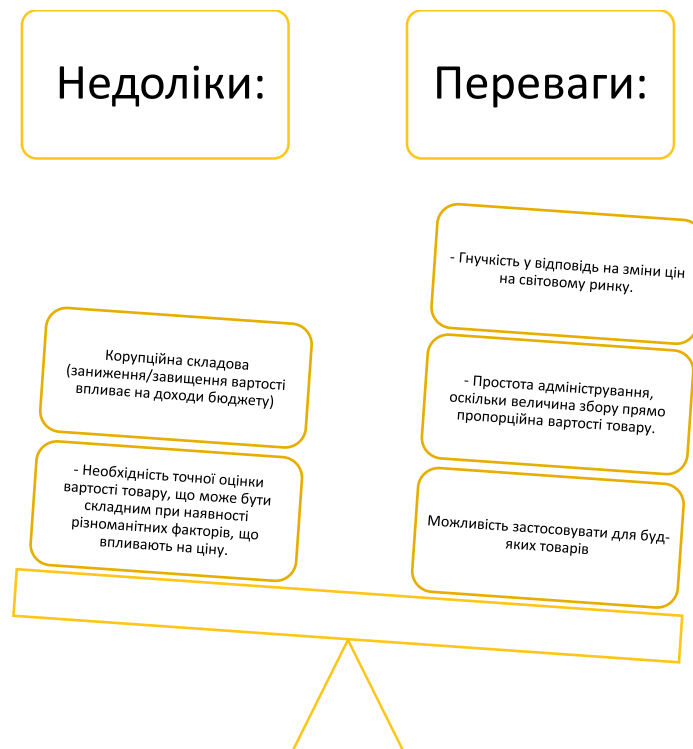 Недоліки:
Переваги:
- Гнучкість у відповідь на зміни цін
на світовому ринку.
Корупційна складова
(заниження/завищення вартості
впливає на доходи бюджету)
- Простота адміністрування,
оскільки величина збору прямо
пропорційна вартості товару.
- Необхідність точної оцінки
вартості товару, що може бути
складним при наявності
різноманітних факторів, що
впливають на ціну.
Можливість застосовувати для буд-
яких товарів